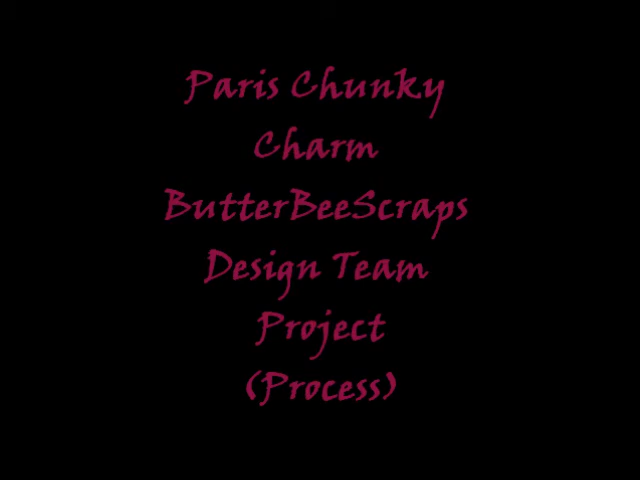 Paris Chunky
Charm
ButterBeeScraps
Design Team
Project
(Process)